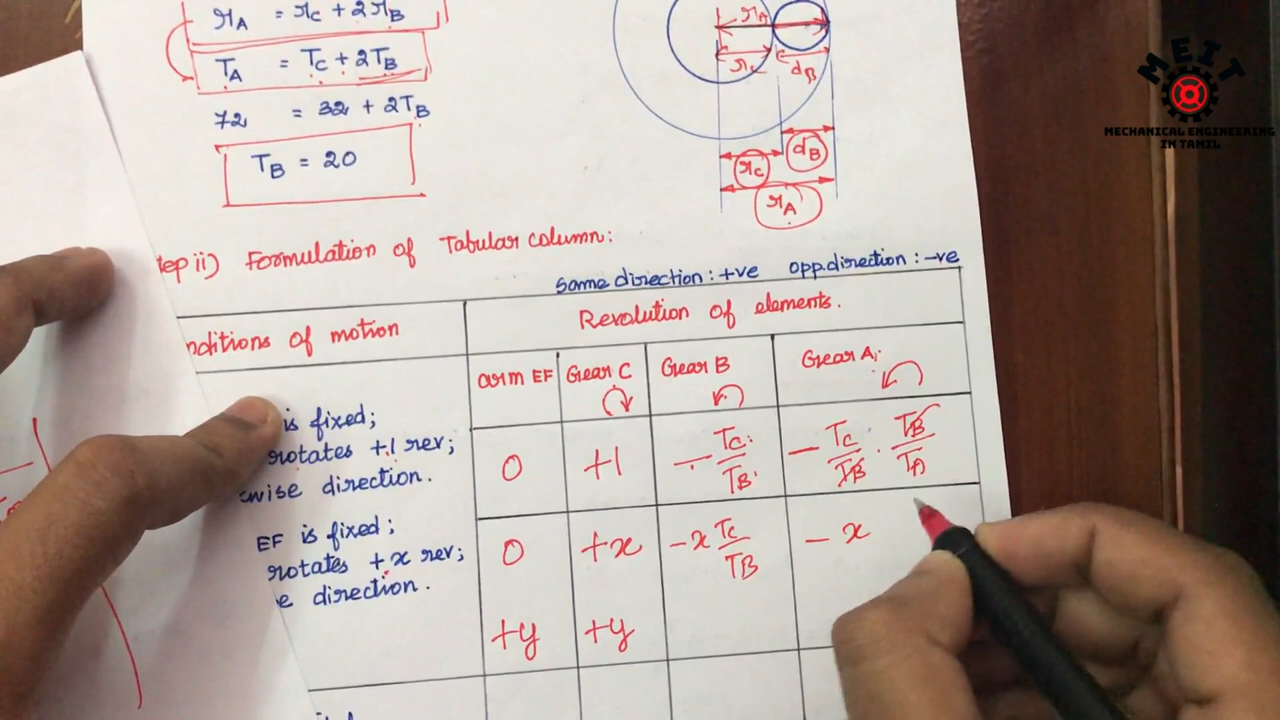 rA = rC + 2rB
TA = TC + 2TB
72 = 32 + 2TB
TB = 20
rA
rC
dB
dB
rC
rA
MEIT
MECHANICAL ENGINEERING
IN TAMIL
tep ii) Formulation of Tabular column:
Same direction : +ve opp.direction : -ve
nditions of motion
Revolution of elements.
arm EF Gear C Gear B Gear A
is fixed;
rotates +1 rev;
wise direction.
0 +1 - TC/TB - TC/TB . TB/TA
EF is fixed;
rotates +x rev;
e direction.
0 +x -x TC/TB - x
+y +y